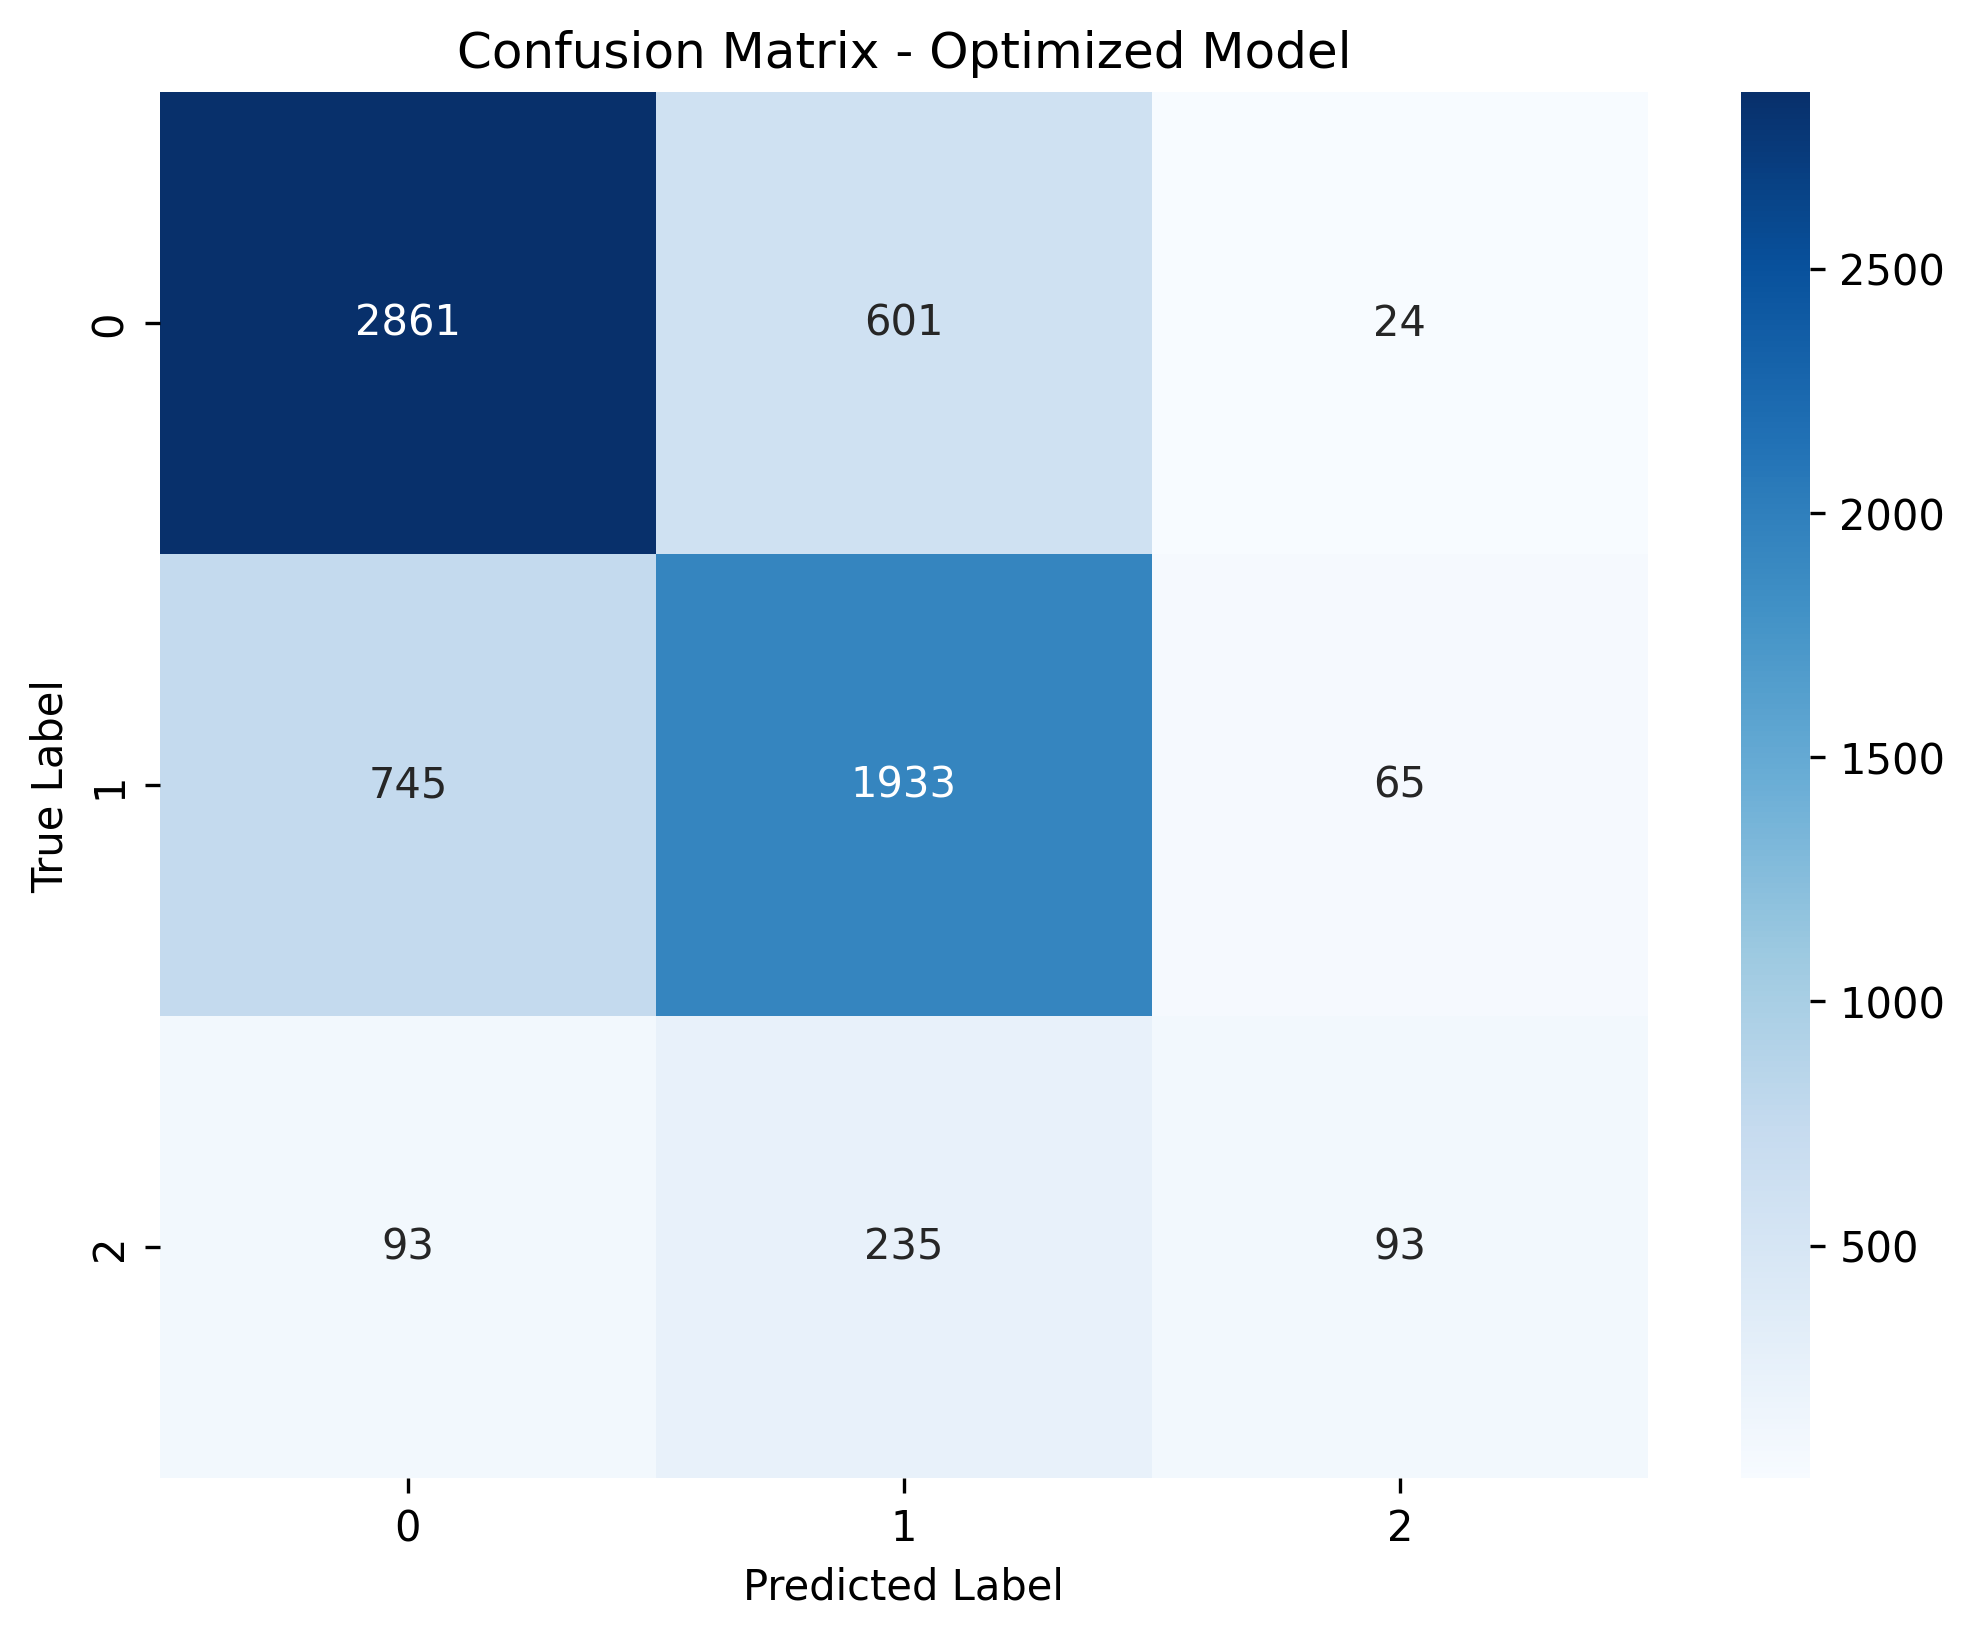 Confusion Matrix - Optimized Model
True Label
0
2861 601 24
1
745 1933 65
2
93 235 93
0 1 2
Predicted Label
2500
2000
1500
1000
500